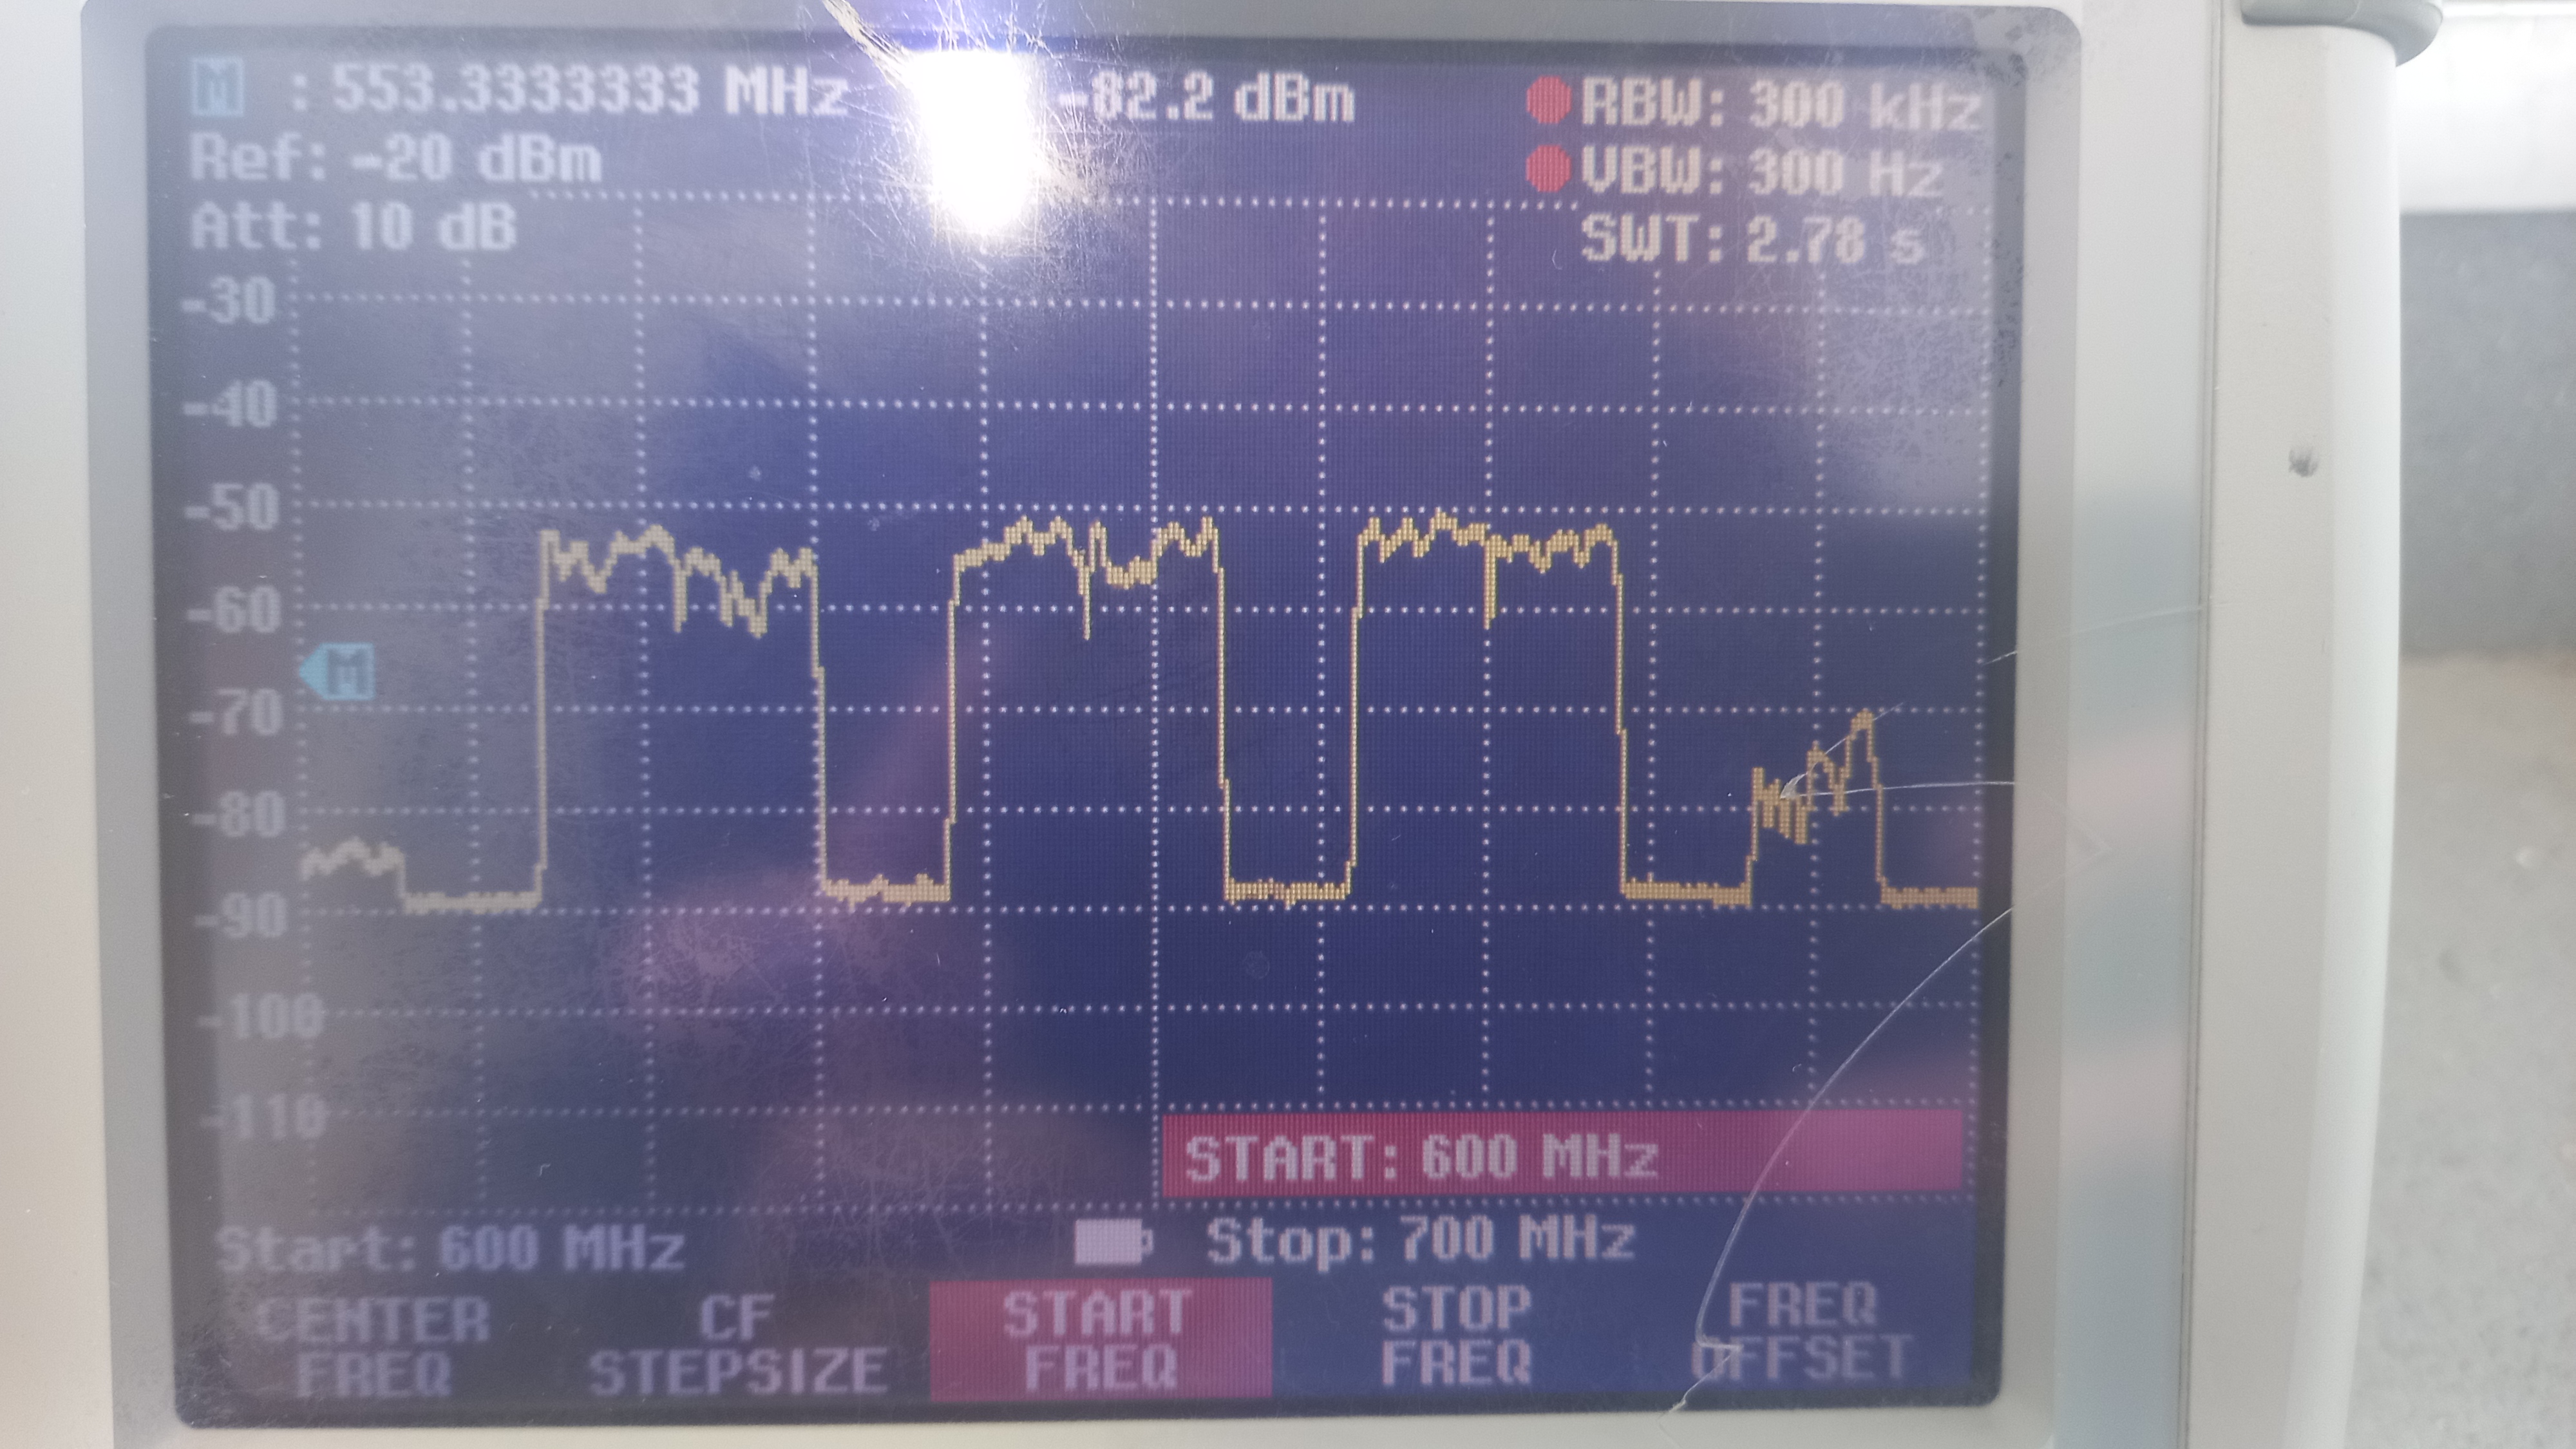 M : 553.3333333 MHz -82.2 dBm
RBW: 300 kHz
Ref: -20 dBm
VBW: 300 Hz
Att: 10 dB
SWT: 2.78 s
-30
-40
-50
-60
M
-70
-80
-90
-100
-110
START: 600 MHz
Start: 600 MHz Stop: 700 MHz
CENTER FREQ
CF STEPSIZE
START FREQ
STOP FREQ
FREQ OFFSET